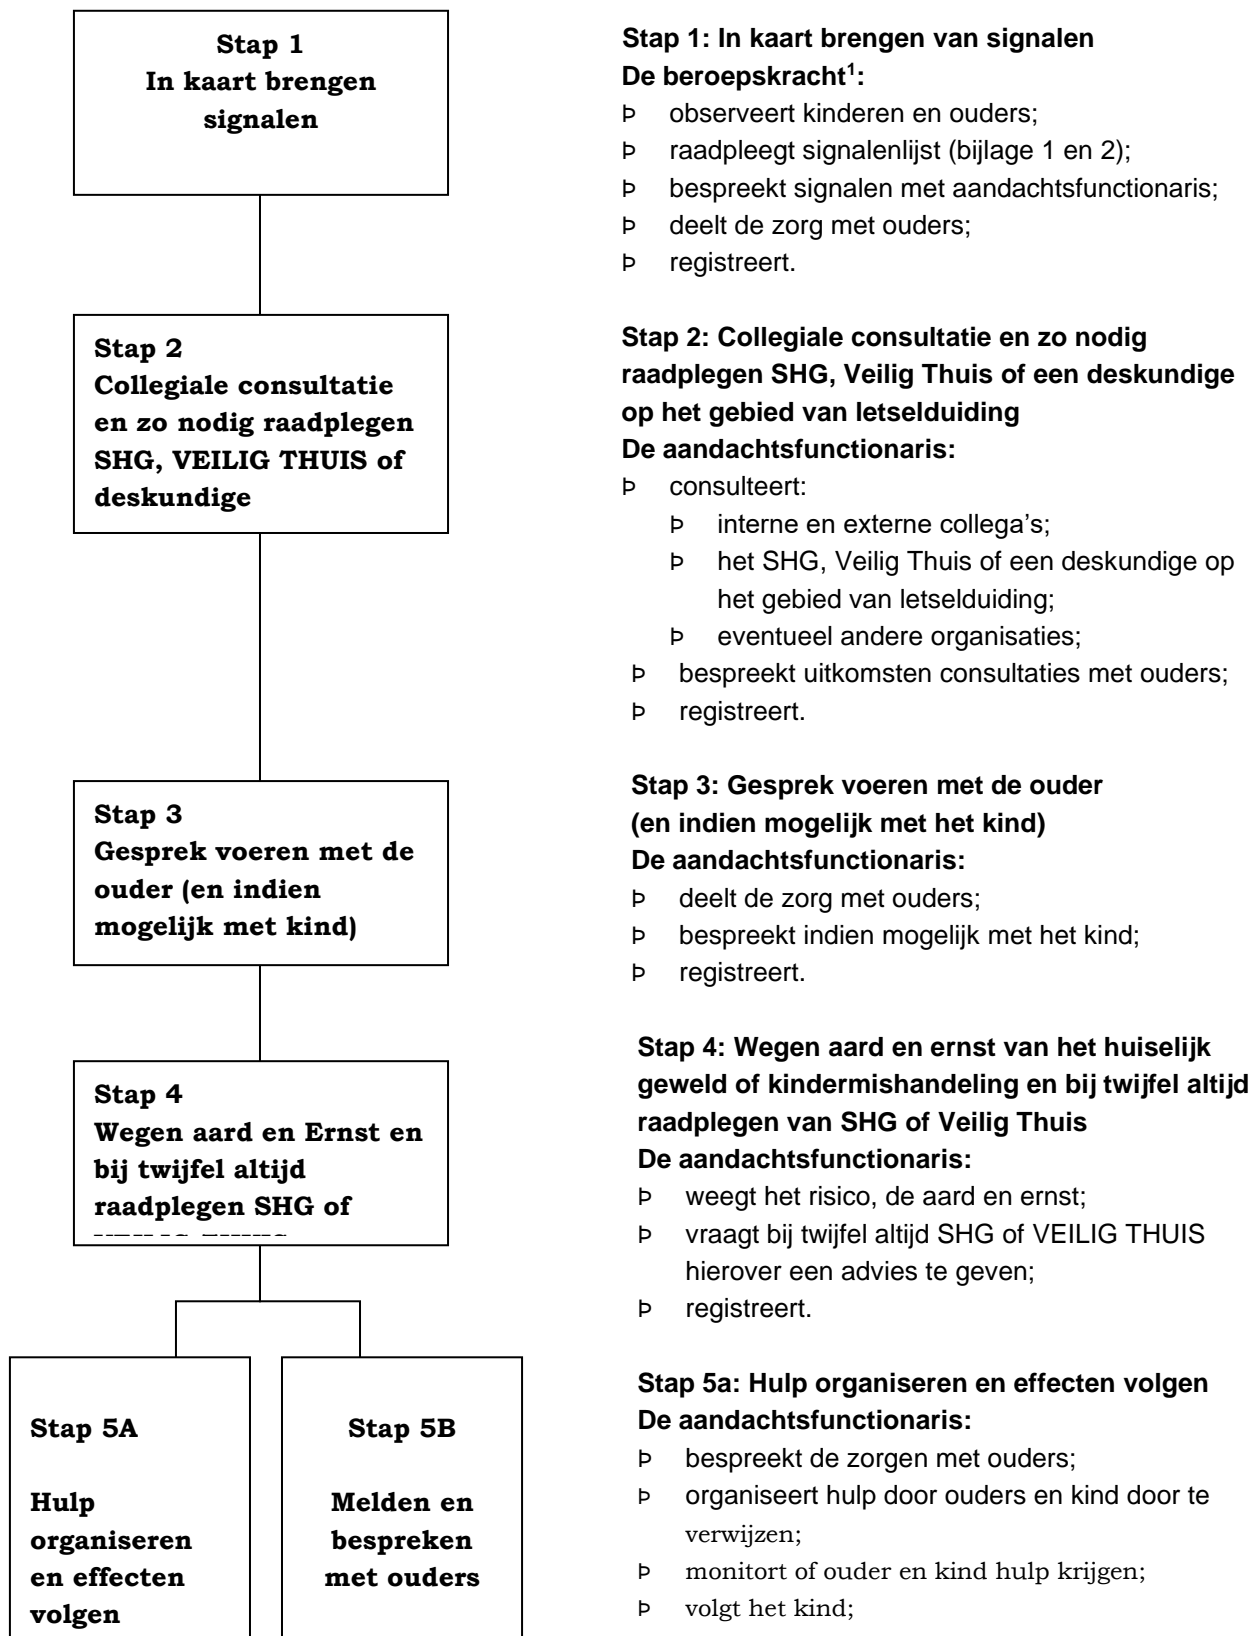 Stap 1
In kaart brengen
signalen
Stap 2
Collegiale consultatie
en zo nodig raadplegen
SHG, VEILIG THUIS of
deskundige
Stap 3
Gesprek voeren met de
ouder (en indien
mogelijk met kind)
Stap 4
Wegen aard en Ernst en
bij twijfel altijd
raadplegen SHG of
Stap 5A
Hulp
organiseren
en effecten
volgen
Stap 5B
Melden en
bespreken
met ouders
Stap 1: In kaart brengen van signalen
De beroepskracht¹:
Þ observeert kinderen en ouders;
Þ raadpleegt signalenlijst (bijlage 1 en 2);
Þ bespreekt signalen met aandachtsfunctionaris;
Þ deelt de zorg met ouders;
Þ registreert.
Stap 2: Collegiale consultatie en zo nodig
raadplegen SHG, Veilig Thuis of een deskundige
op het gebied van letselduiding
De aandachtsfunctionaris:
Þ consulteert:
Þ interne en externe collega’s;
Þ het SHG, Veilig Thuis of een deskundige op
het gebied van letselduiding;
Þ eventueel andere organisaties;
Þ bespreekt uitkomsten consultaties met ouders;
Þ registreert.
Stap 3: Gesprek voeren met de ouder
(en indien mogelijk met het kind)
De aandachtsfunctionaris:
Þ deelt de zorg met ouders;
Þ bespreekt indien mogelijk met het kind;
Þ registreert.
Stap 4: Wegen aard en ernst van het huiselijk
geweld of kindermishandeling en bij twijfel altijd
raadplegen van SHG of Veilig Thuis
De aandachtsfunctionaris:
Þ weegt het risico, de aard en ernst;
Þ vraagt bij twijfel altijd SHG of VEILIG THUIS
hierover een advies te geven;
Þ registreert.
Stap 5a: Hulp organiseren en effecten volgen
De aandachtsfunctionaris:
Þ bespreekt de zorgen met ouders;
Þ organiseert hulp door ouders en kind door te
verwijzen;
Þ monitort of ouder en kind hulp krijgen;
Þ volgt het kind;